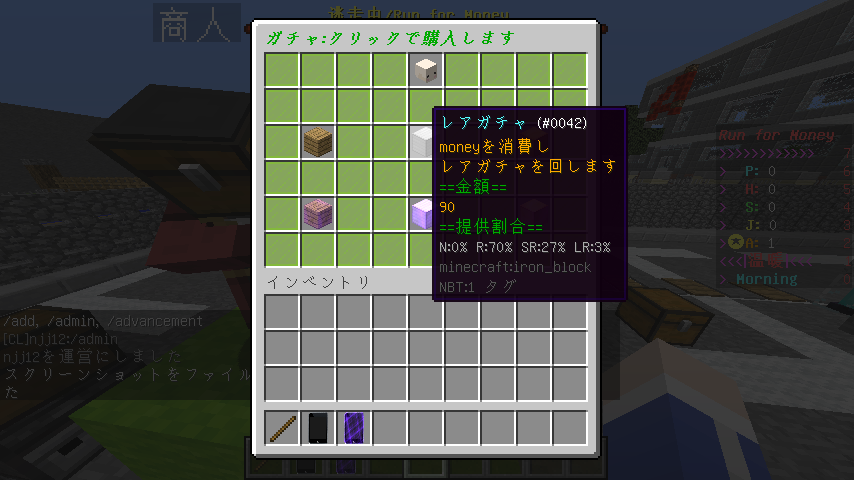 逃走中/Run for Money
商人
ガチャ:クリックで購入します
レアガチャ (#0042)
moneyを消費し
レアガチャを回します
==金額==
90
==提供割合==
N:0% R:70% SR:27% LR:3%
minecraft:iron_block
NBT:1 タグ
インベントリ
Run for Money
>>>>>>>>>>>
P: 0
H: 0
S: 0
J: 0
A: 1
Morning
/add, /admin, /advancement
[CL]njj12:/admin
njj12を運営にしました
スクリーンショットをファイル
た